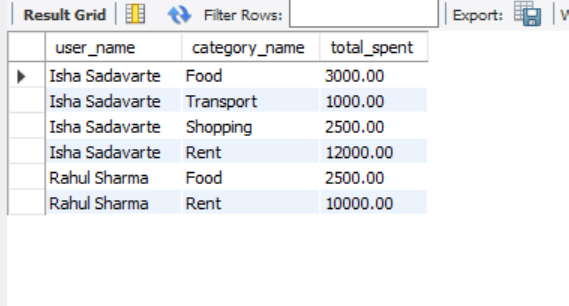 Result Grid Filter Rows: Export:
user_name category_name total_spent
Isha Sadavarte Food 3000.00
Isha Sadavarte Transport 1000.00
Isha Sadavarte Shopping 2500.00
Isha Sadavarte Rent 12000.00
Rahul Sharma Food 2500.00
Rahul Sharma Rent 10000.00